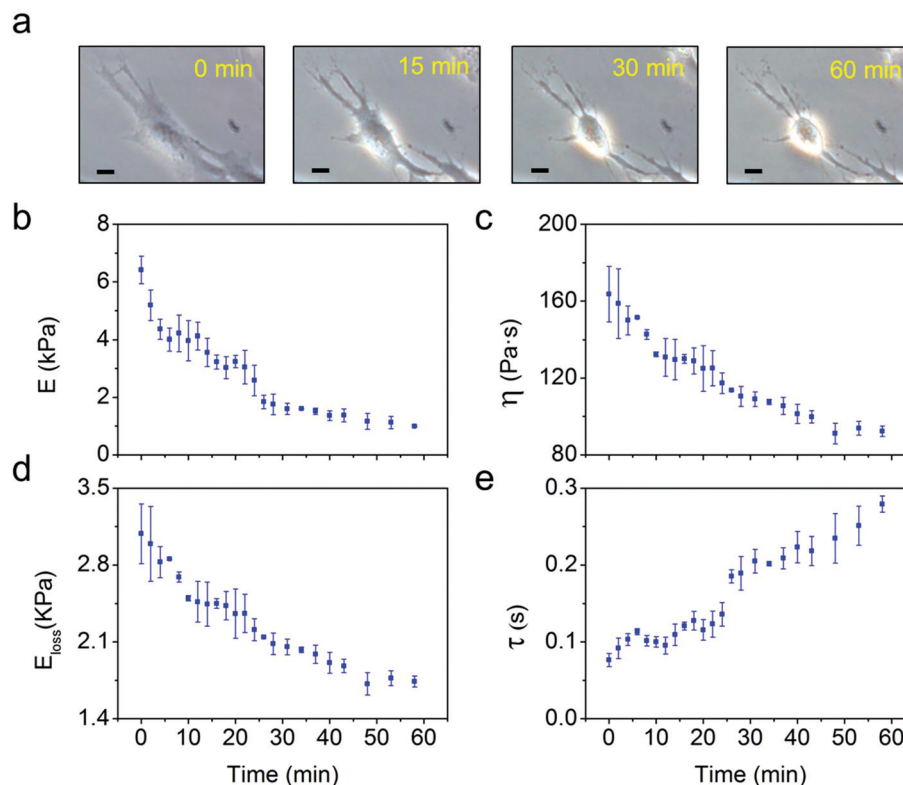 a
0 min
15 min
30 min
60 min
b
8
6
4
2
0
E (kPa)
c
200
160
120
80
η (Pa·s)
d
3.5
2.8
2.1
1.4
E_loss(KPa)
0 10 20 30 40 50 60
Time (min)
e
0.3
0.2
0.1
0.0
τ (s)
0 10 20 30 40 50 60
Time (min)